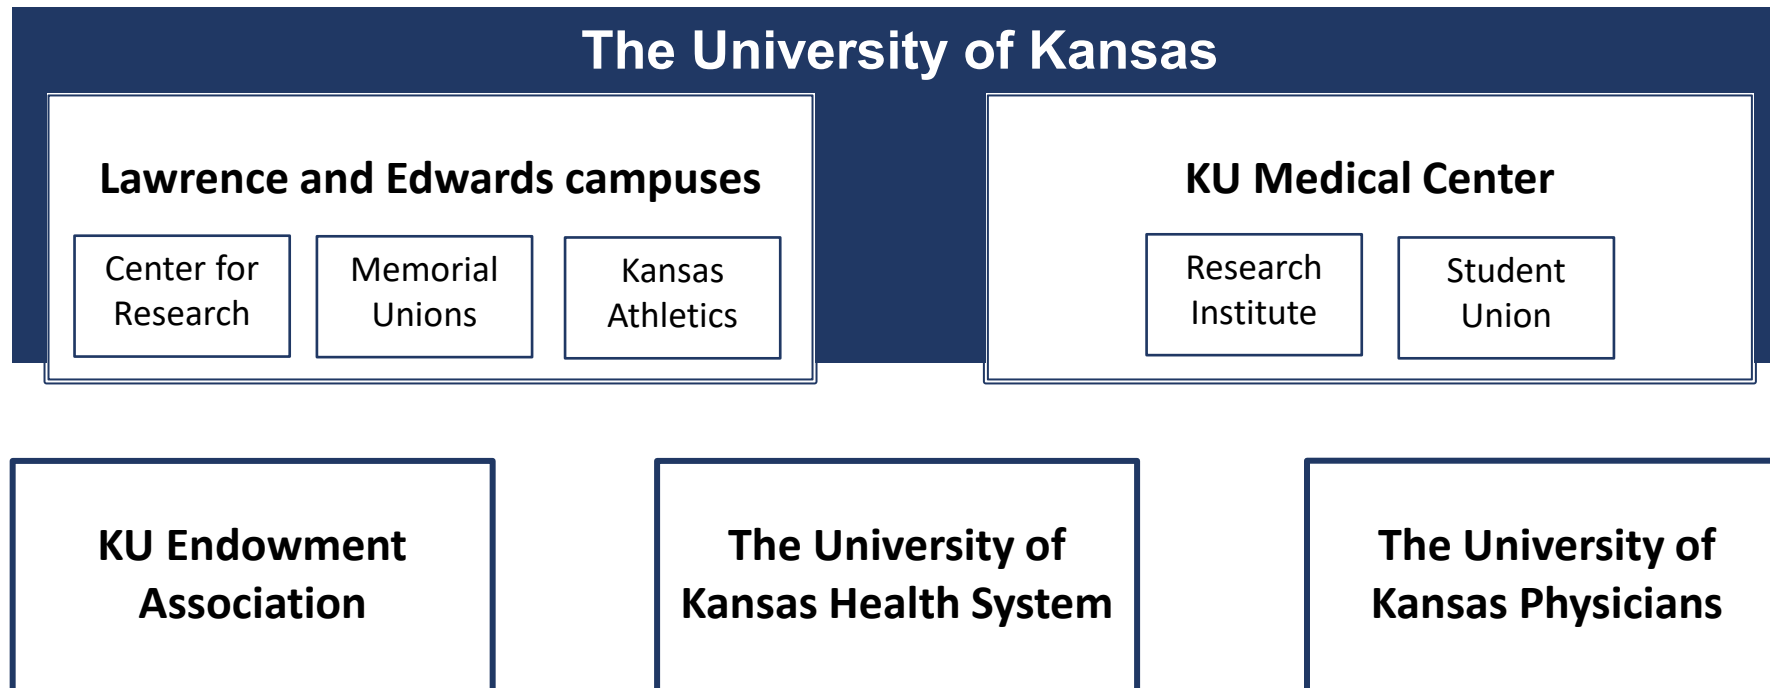 The University of Kansas
Lawrence and Edwards campuses
Center for
Research
Memorial
Unions
Kansas
Athletics
KU Medical Center
Research
Institute
Student
Union
KU Endowment
Association
The University of
Kansas Health System
The University of
Kansas Physicians